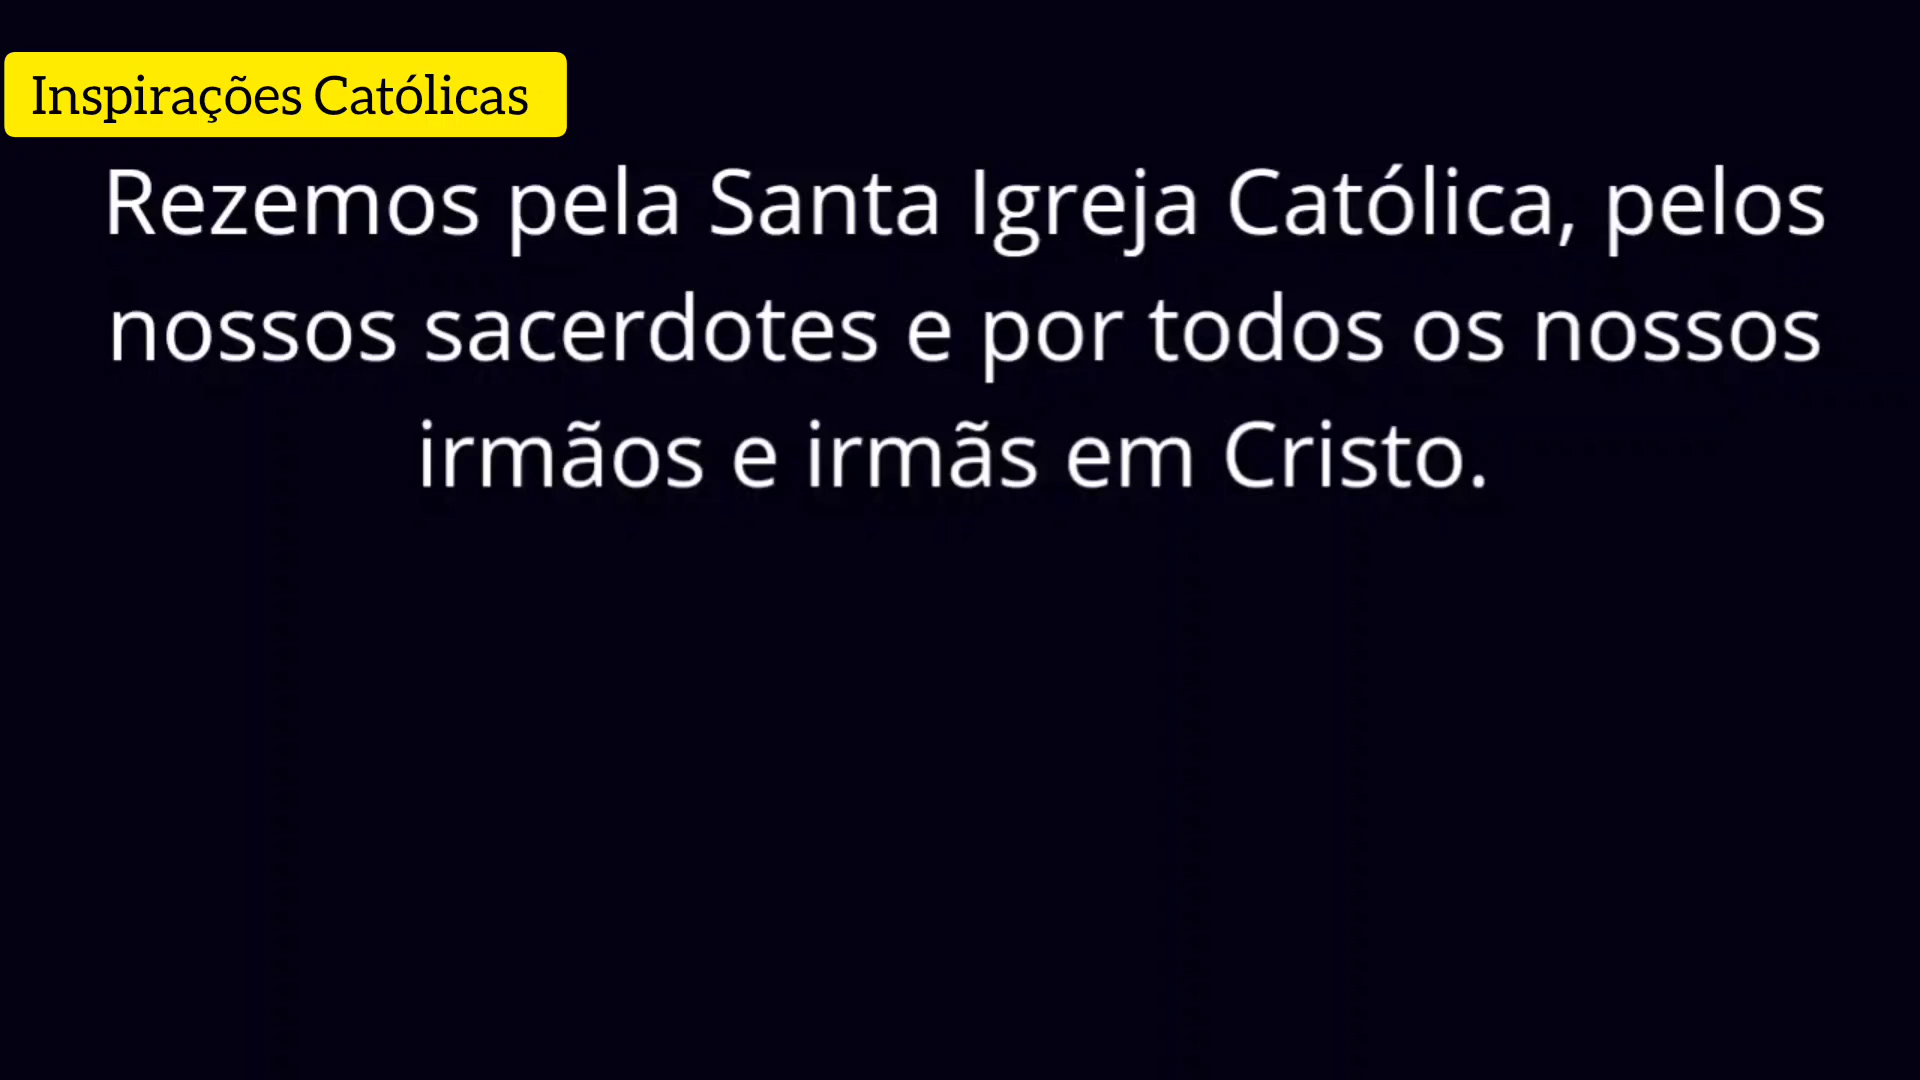 Inspirações Católicas
Rezemos pela Santa Igreja Católica, pelos
nossos sacerdotes e por todos os nossos
irmãos e irmãs em Cristo.